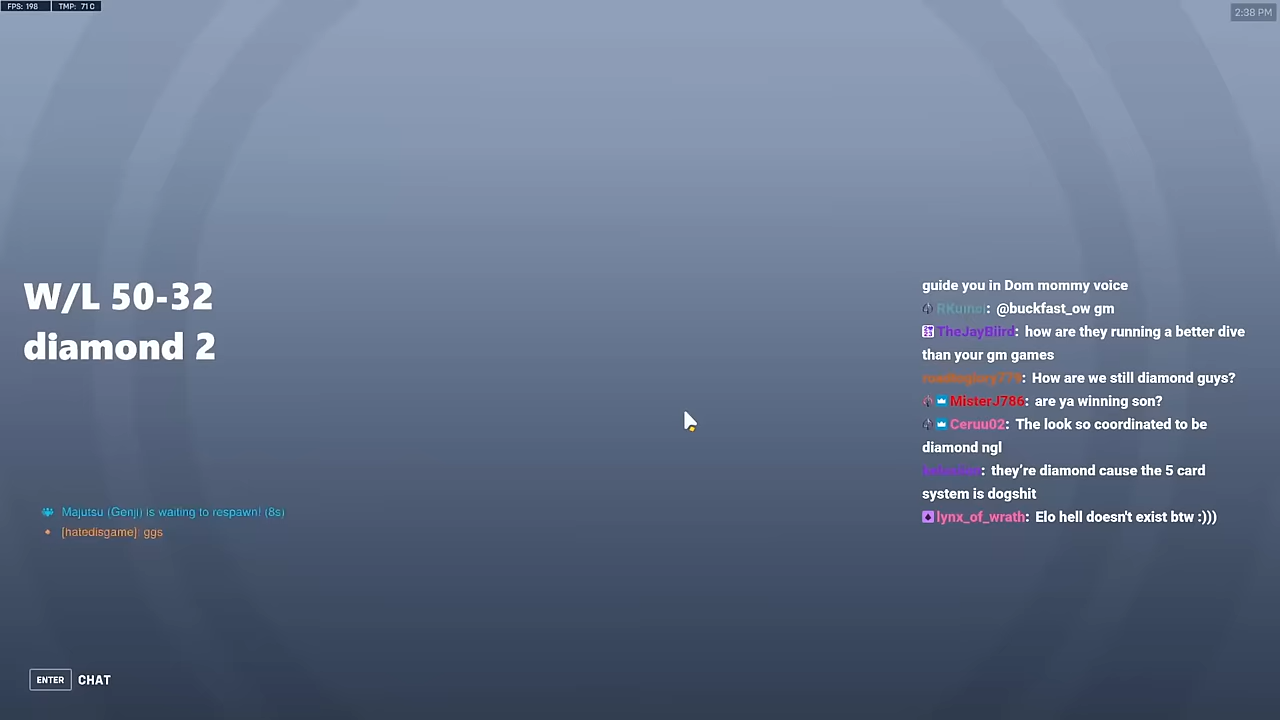 FPS: 198 TMP: 71 C
2:38 PM
W/L 50-32
diamond 2
guide you in Dom mommy voice
: @buckfast_ow gm
TheJayBiird: how are they running a better dive
than your gm games
: How are we still diamond guys?
MisterJ786: are ya winning son?
Ceruu02: The look so coordinated to be
diamond ngl
: they're diamond cause the 5 card
system is dogshit
lynx_of_wrath: Elo hell doesn't exist btw :)))
Majutsu (Genji) is waiting to respawn! (8s)
[hatedisgame]: ggs
ENTER CHAT